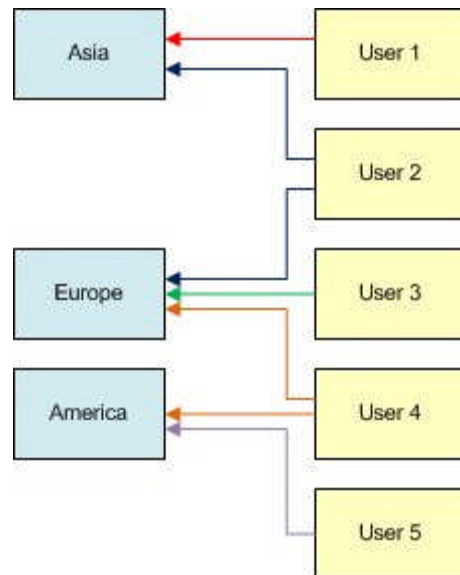 Asia
User 1
User 2
Europe
User 3
America
User 4
User 5